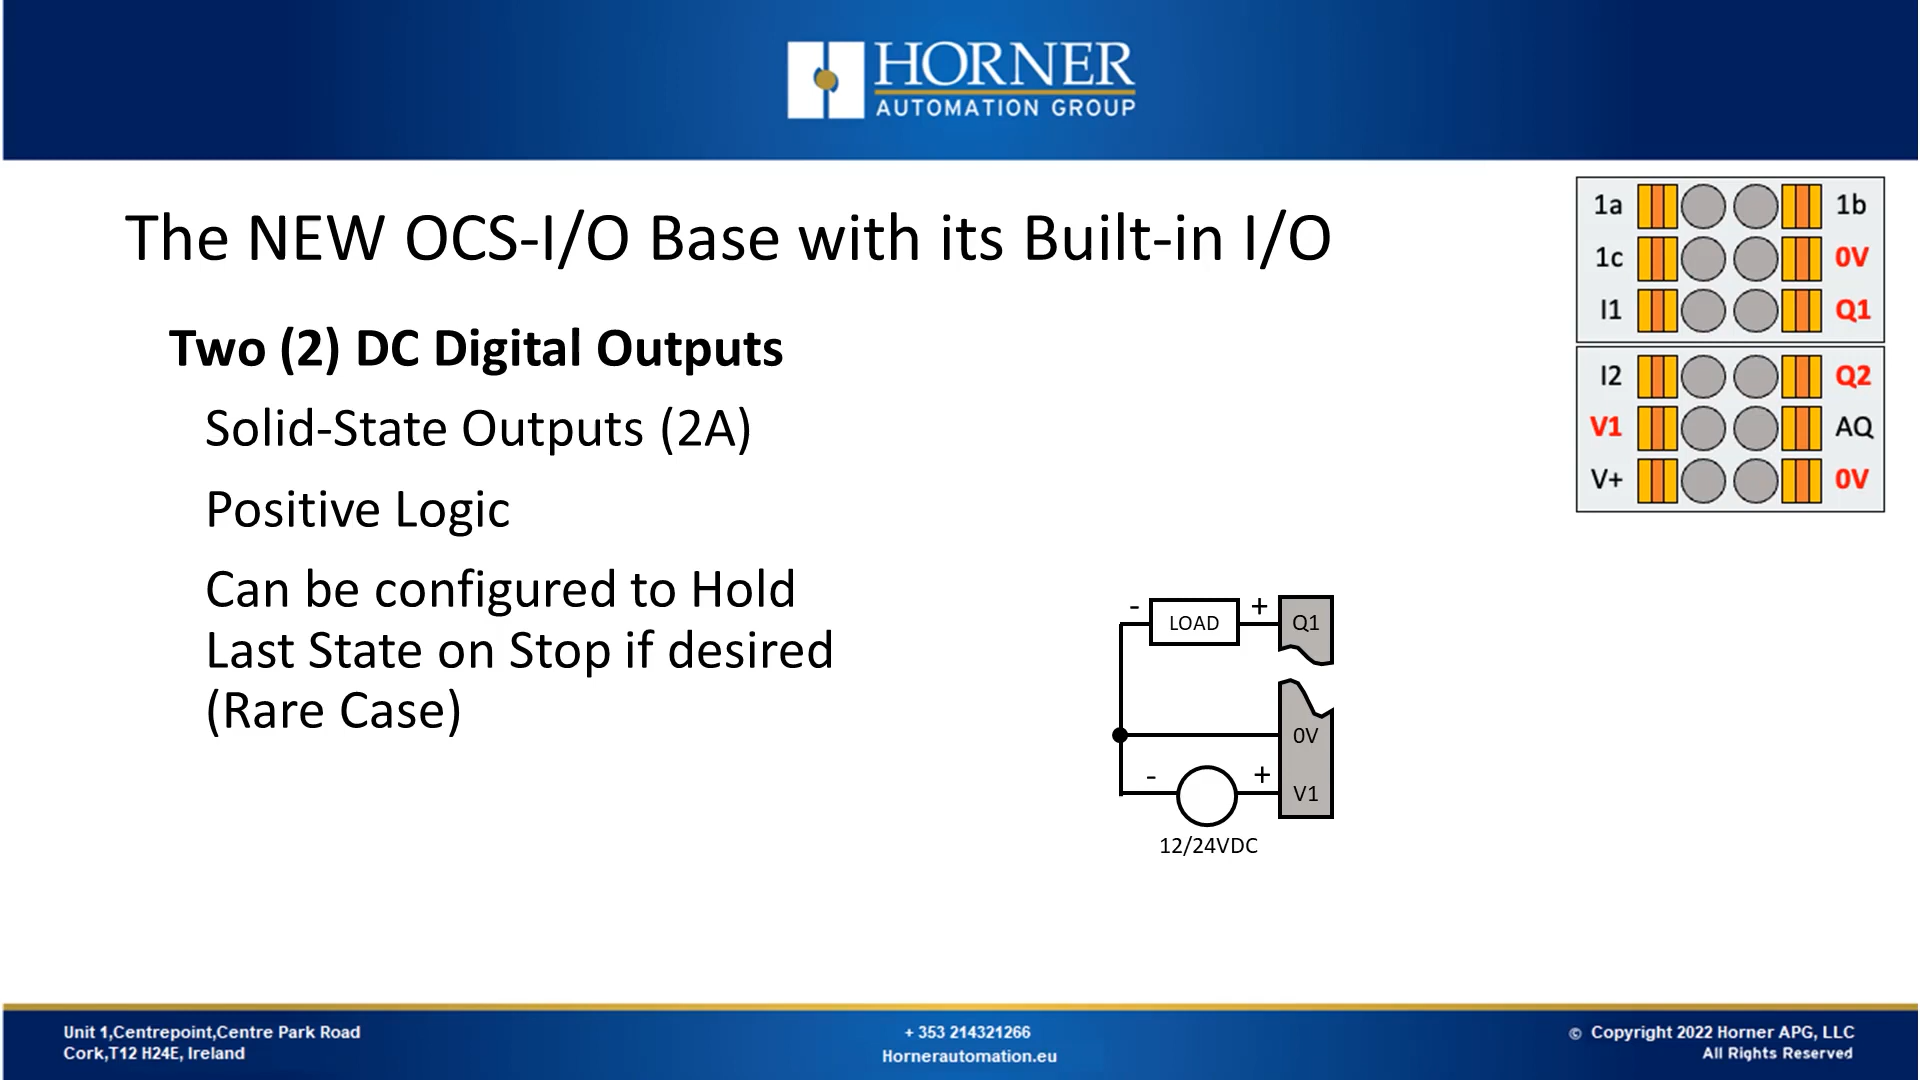 HORNER
AUTOMATION GROUP
The NEW OCS-I/O Base with its Built-in I/O
Two (2) DC Digital Outputs
Solid-State Outputs (2A)
Positive Logic
Can be configured to Hold
Last State on Stop if desired
(Rare Case)
1a 1b
1c 0V
I1 Q1
I2 Q2
V1 AQ
V+ 0V
- LOAD + Q1
0V
- + V1
12/24VDC
Unit 1,Centrepoint,Centre Park Road
Cork,T12 H24E, Ireland
+ 353 214321266
Hornerautomation.eu
© Copyright 2022 Horner APG, LLC
All Rights Reserved